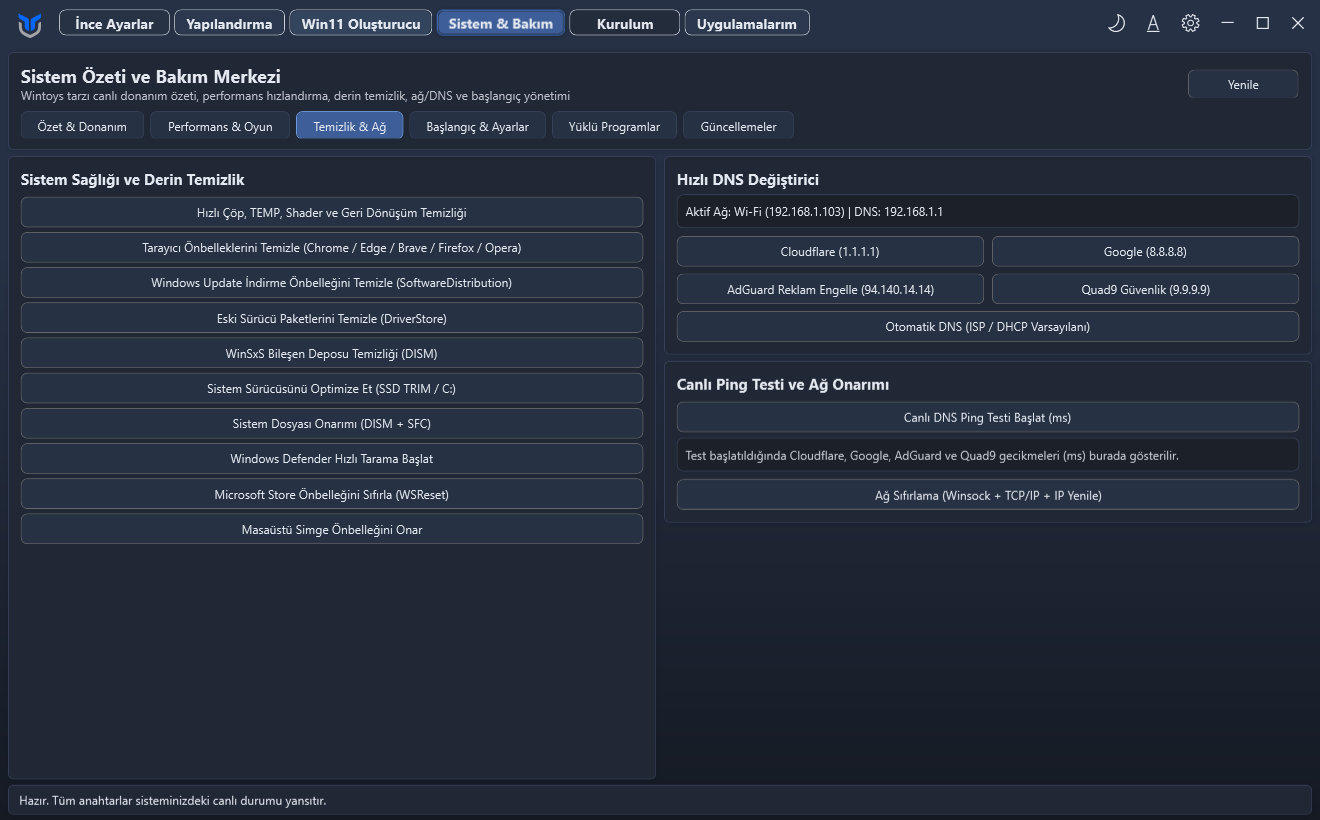 İnce Ayarlar
Yapılandırma
Win11 Oluşturucu
Sistem & Bakım
Kurulum
Uygulamalarım
Sistem Özeti ve Bakım Merkezi
Wintoys tarzı canlı donanım özeti, performans hızlandırma, derin temizlik, ağ/DNS ve başlangıç yönetimi
Yenile
Özet & Donanım
Performans & Oyun
Temizlik & Ağ
Başlangıç & Ayarlar
Yüklü Programlar
Güncellemeler
Sistem Sağlığı ve Derin Temizlik
Hızlı Çöp, TEMP, Shader ve Geri Dönüşüm Temizliği
Tarayıcı Önbelleklerini Temizle (Chrome / Edge / Brave / Firefox / Opera)
Windows Update İndirme Önbelleğini Temizle (SoftwareDistribution)
Eski Sürücü Paketlerini Temizle (DriverStore)
WinSxS Bileşen Deposu Temizliği (DISM)
Sistem Sürücüsünü Optimize Et (SSD TRIM / C:)
Sistem Dosyası Onarımı (DISM + SFC)
Windows Defender Hızlı Tarama Başlat
Microsoft Store Önbelleğini Sıfırla (WSReset)
Masaüstü Simge Önbelleğini Onar
Hızlı DNS Değiştirici
Aktif Ağ: Wi-Fi (192.168.1.103) | DNS: 192.168.1.1
Cloudflare (1.1.1.1)
Google (8.8.8.8)
AdGuard Reklam Engelle (94.140.14.14)
Quad9 Güvenlik (9.9.9.9)
Otomatik DNS (ISP / DHCP Varsayılanı)
Canlı Ping Testi ve Ağ Onarımı
Canlı DNS Ping Testi Başlat (ms)
Test başlatıldığında Cloudflare, Google, AdGuard ve Quad9 gecikmeleri (ms) burada gösterilir.
Ağ Sıfırlama (Winsock + TCP/IP + IP Yenile)
Hazır. Tüm anahtarlar sisteminizdeki canlı durumu yansıtır.